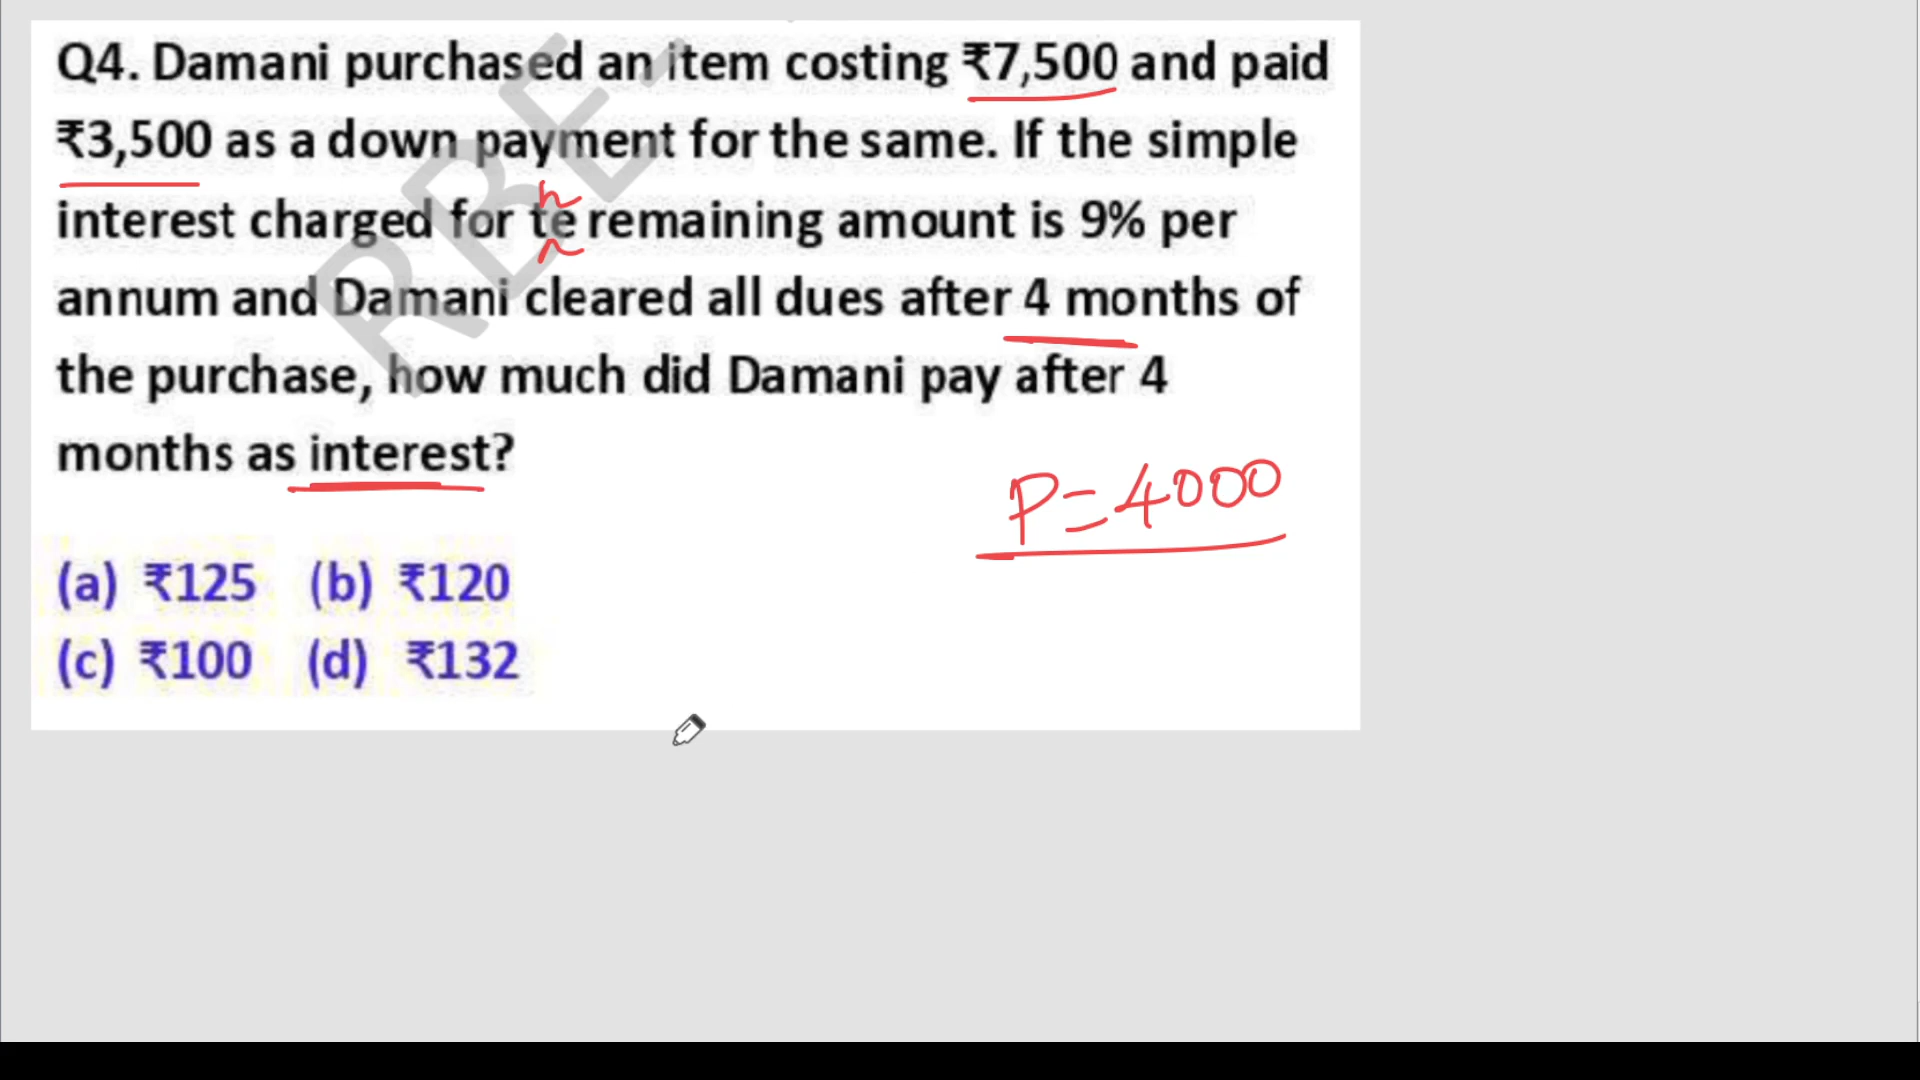 Q4. Damani purchased an item costing ₹7,500 and paid
₹3,500 as a down payment for the same. If the simple
h
interest charged for te remaining amount is 9% per
annum and Damani cleared all dues after 4 months of
the purchase, how much did Damani pay after 4
months as interest?
P=4000
(a) ₹125 (b) ₹120
(c) ₹100 (d) ₹132
RBE